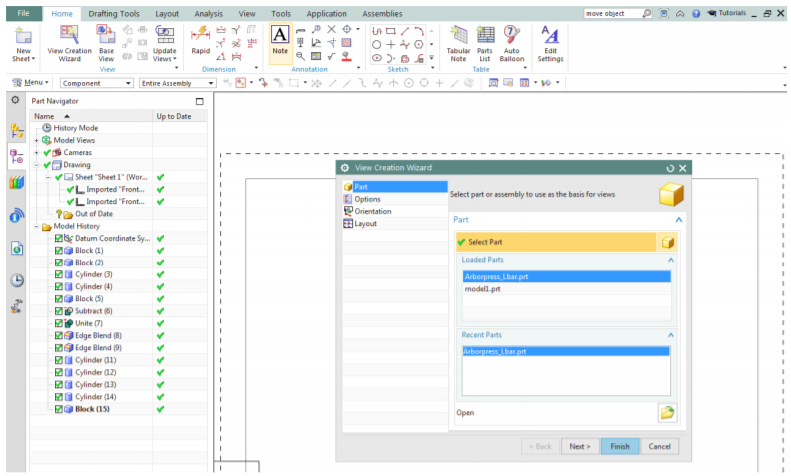 File Home Drafting Tools Layout Analysis View Tools Application Assemblies move object Tutorials
New Sheet View Creation Wizard Base View Update Views Rapid Note Tabular Note Parts List Auto Balloon Edit Settings
View Dimension Annotation Sketch Table
Menu Component Entire Assembly
Part Navigator
Name Up to Date
History Mode
Model Views
Cameras
Drawing
Sheet "Sheet 1" (Wor...
Imported "Front...
Imported "Front...
Out of Date
Model History
Datum Coordinate Sy...
Block (1)
Block (2)
Cylinder (3)
Cylinder (4)
Block (5)
Subtract (6)
Unite (7)
Edge Blend (8)
Edge Blend (9)
Cylinder (11)
Cylinder (12)
Cylinder (13)
Cylinder (14)
Block (15)
View Creation Wizard
Part
Options
Orientation
Layout
Select part or assembly to use as the basis for views
Part
Select Part
Loaded Parts
Arborpress_Lbar.prt
model1.prt
Recent Parts
Arborpress_Lbar.prt
Open
< Back Next > Finish Cancel